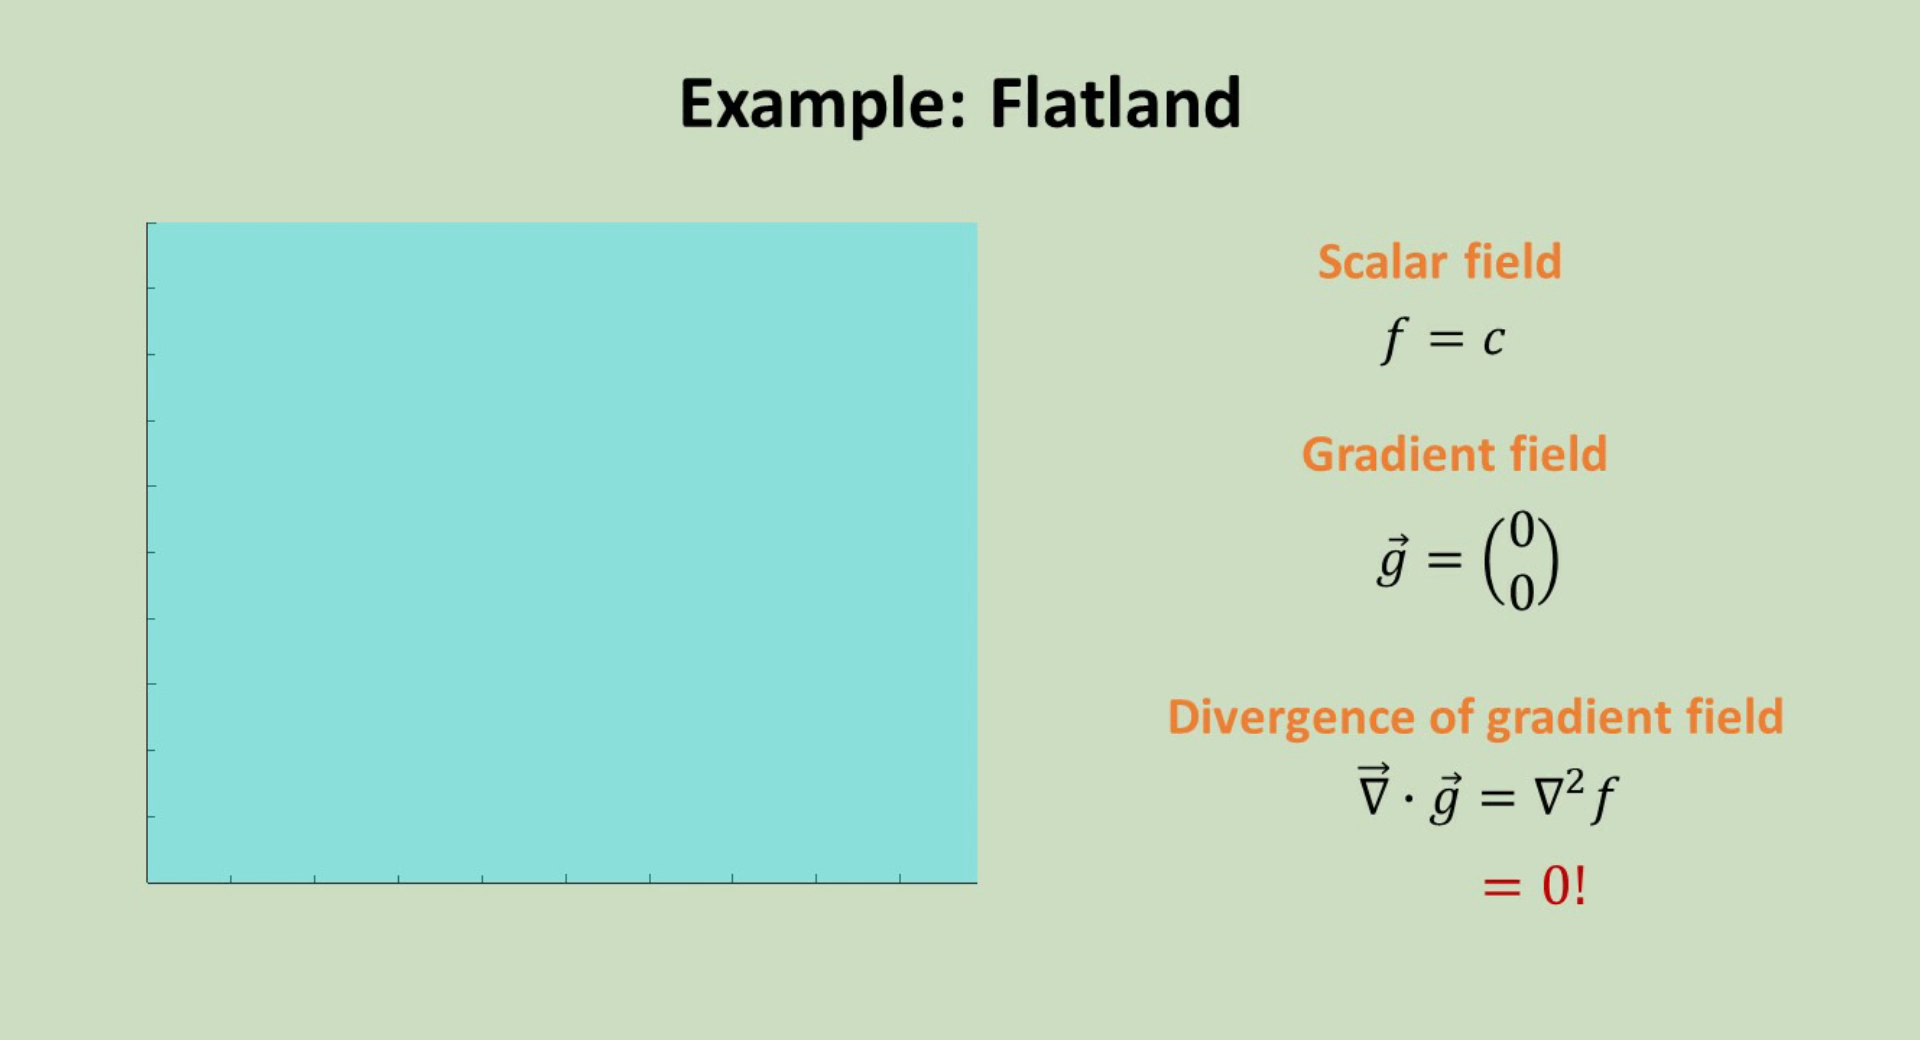 Example: Flatland
Scalar field
f = c
Gradient field
g⃗ = (0
0)
Divergence of gradient field
∇⃗ · g⃗ = ∇²f
= 0!